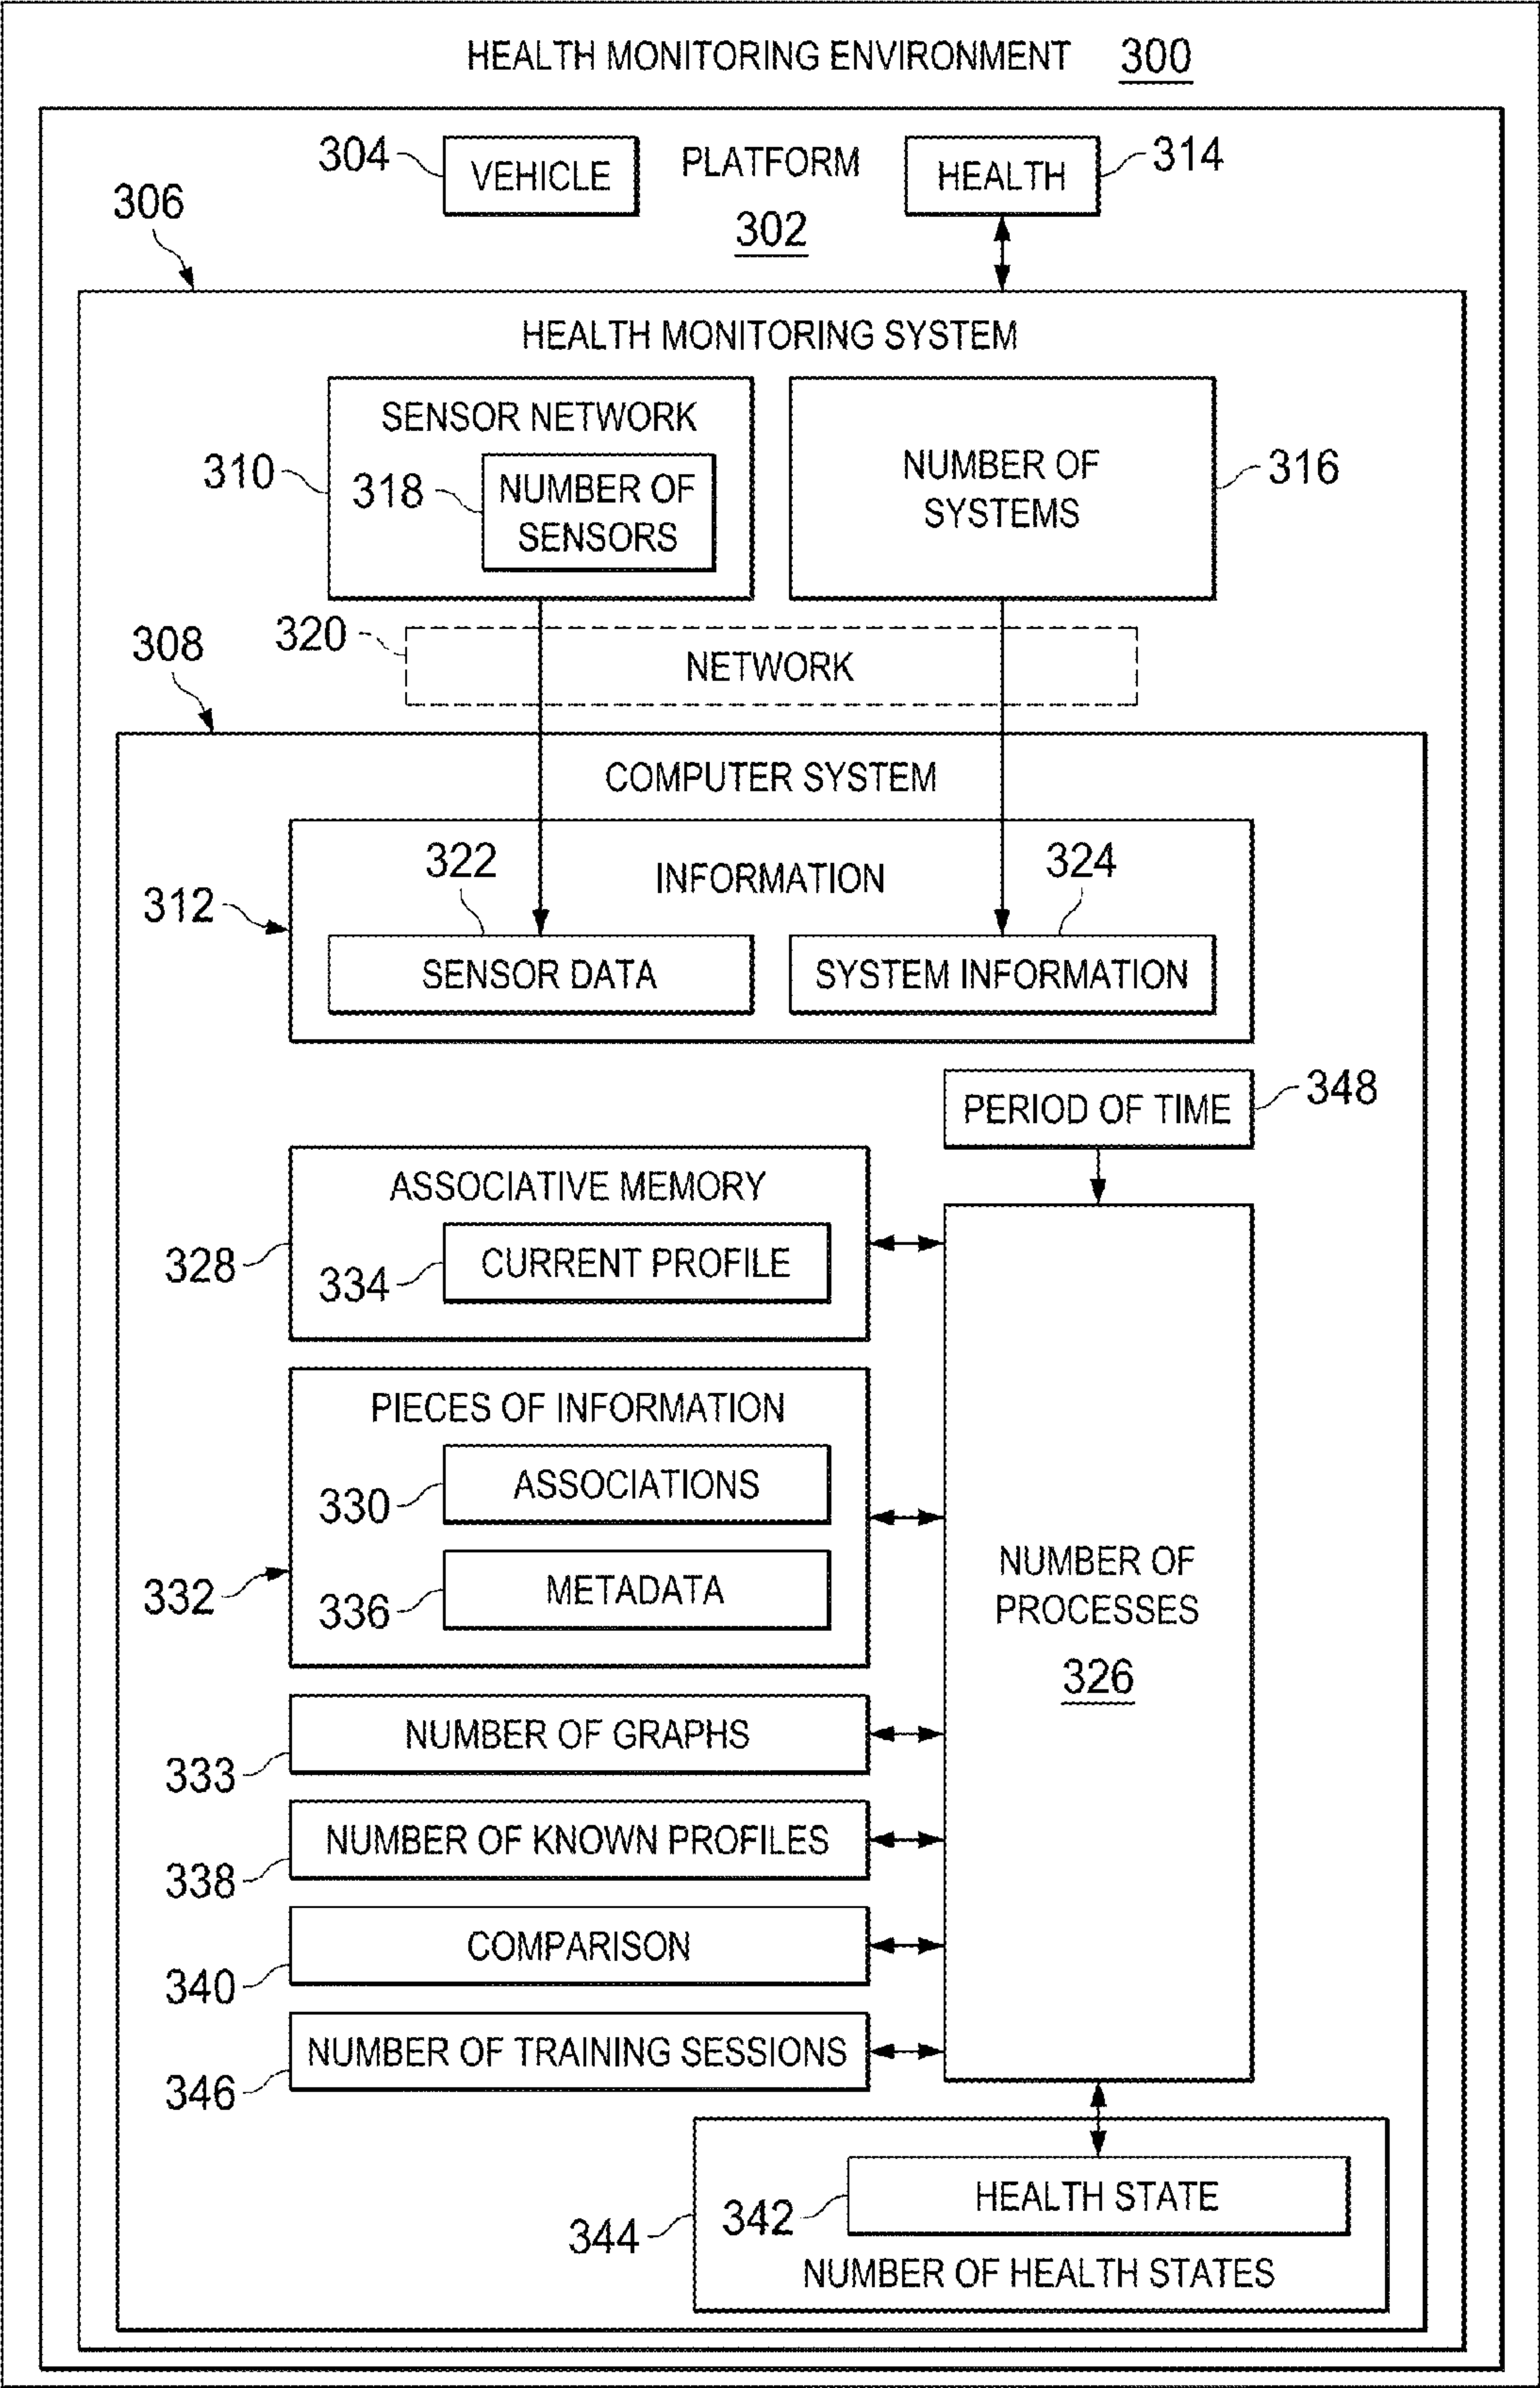 HEALTH MONITORING ENVIRONMENT 300
304 VEHICLE PLATFORM HEALTH 314
306 302
HEALTH MONITORING SYSTEM
SENSOR NETWORK
310 318 NUMBER OF SENSORS
NUMBER OF SYSTEMS 316
320 NETWORK
308
COMPUTER SYSTEM
322 INFORMATION 324
312
SENSOR DATA SYSTEM INFORMATION
PERIOD OF TIME 348
ASSOCIATIVE MEMORY
328 334 CURRENT PROFILE
PIECES OF INFORMATION
330 ASSOCIATIONS
332 336 METADATA
NUMBER OF
PROCESSES
326
NUMBER OF GRAPHS
333
NUMBER OF KNOWN PROFILES
338
COMPARISON
340
NUMBER OF TRAINING SESSIONS
346
342 HEALTH STATE
344
NUMBER OF HEALTH STATES